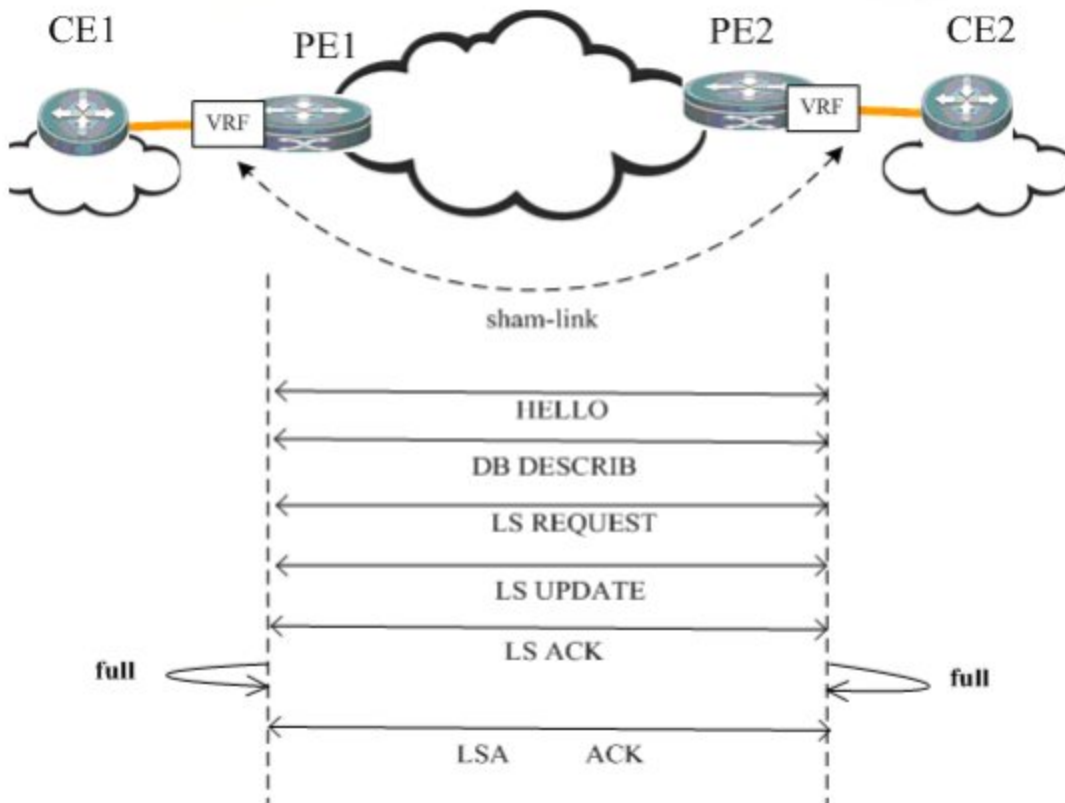 CE1
PE1
PE2
CE2
VRF
VRF
sham-link
HELLO
DB DESCRIB
LS REQUEST
LS UPDATE
LS ACK
full
full
LSA ACK